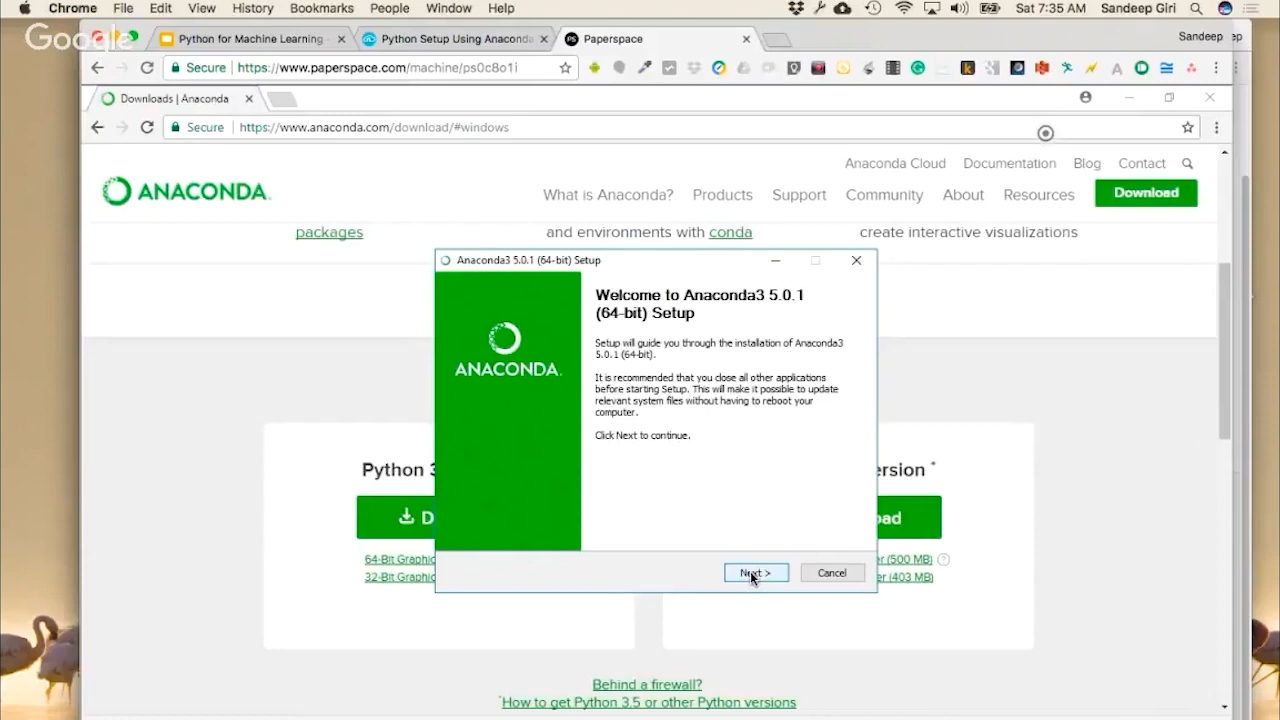 Chrome File Edit View History Bookmarks People Window Help Sat 7:35 AM Sandeep Giri
Google
Python for Machine Learning - Python Setup Using Anaconda Paperspace Sandeep
Secure https://www.paperspace.com/machine/ps0c8o1i
Downloads | Anaconda
Secure https://www.anaconda.com/download/#windows
Anaconda Cloud Documentation Blog Contact
ANACONDA.
What is Anaconda? Products Support Community About Resources Download
packages and environments with conda create interactive visualizations
Anaconda3 5.0.1 (64-bit) Setup
Welcome to Anaconda3 5.0.1
(64-bit) Setup
ANACONDA.
Setup will guide you through the installation of Anaconda3
5.0.1 (64-bit).
It is recommended that you close all other applications
before starting Setup. This will make it possible to update
relevant system files without having to reboot your
computer.
Click Next to continue.
Python 3 ersion *
D oad
64-Bit Graphic er (500 MB) ?
32-Bit Graphic er (403 MB)
Next > Cancel
Behind a firewall?
*How to get Python 3.5 or other Python versions